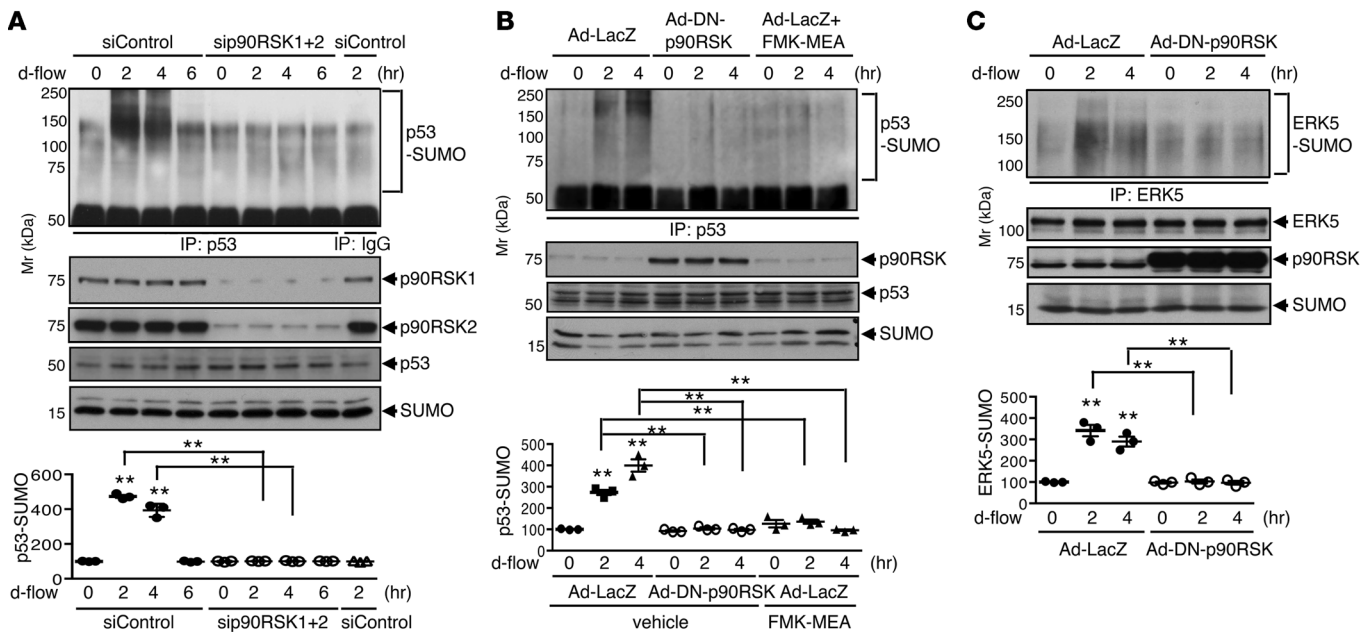 A
siControl sip90RSK1+2 siControl
d-flow 0 2 4 6 0 2 4 6 2 (hr)
250
150
100
75
50
p53
-SUMO
Mr (kDa)
IP: p53 IP: IgG
75 p90RSK1
75 p90RSK2
50 p53
15 SUMO
** **
** **
p53-SUMO
600
400
200
0
d-flow 0 2 4 6 0 2 4 6 2 (hr)
siControl sip90RSK1+2 siControl
B
Ad-LacZ Ad-DN-p90RSK Ad-LacZ+FMK-MEA
d-flow 0 2 4 0 2 4 0 2 4 (hr)
250
150
100
75
50
p53
-SUMO
Mr (kDa)
IP: p53
75 p90RSK
50 p53
15 SUMO
**
**
**
**
** **
p53-SUMO
500
400
300
200
100
0
d-flow 0 2 4 0 2 4 0 2 4 (hr)
Ad-LacZ Ad-DN-p90RSK Ad-LacZ
vehicle FMK-MEA
C
Ad-LacZ Ad-DN-p90RSK
d-flow 0 2 4 0 2 4 (hr)
250
150
100
ERK5
-SUMO
Mr (kDa)
IP: ERK5
100 ERK5
75 p90RSK
15 SUMO
**
**
** **
ERK5-SUMO
500
400
300
200
100
0
d-flow 0 2 4 0 2 4 (hr)
Ad-LacZ Ad-DN-p90RSK